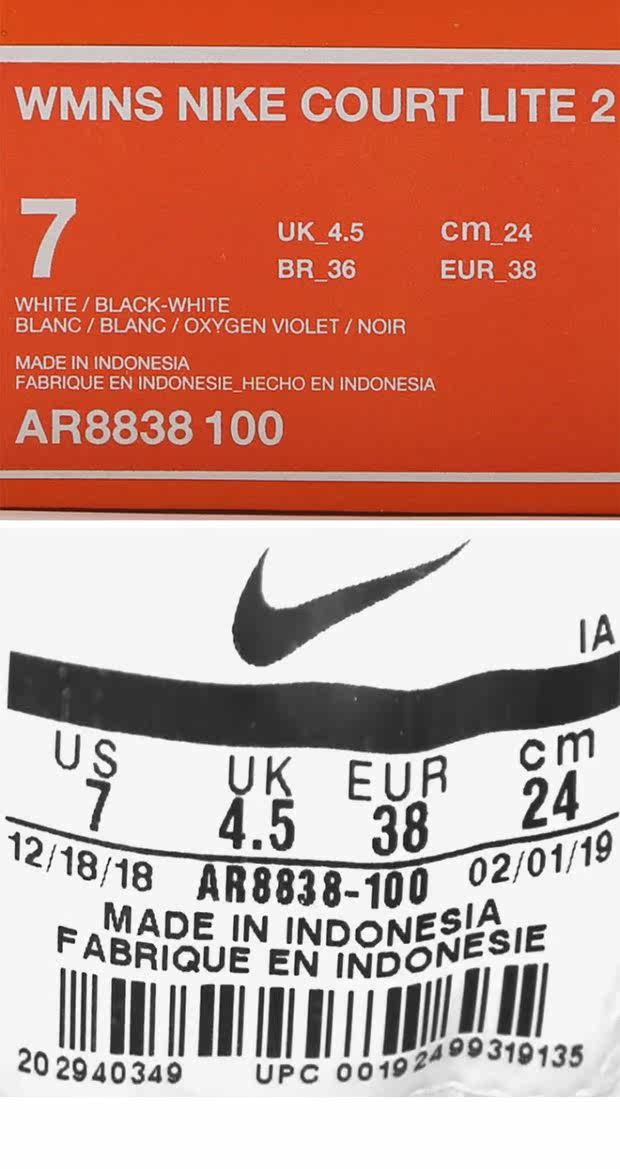 WMNS NIKE COURT LITE 2
7
UK_4.5 cm_24
BR_36 EUR_38
WHITE / BLACK-WHITE
BLANC / BLANC / OXYGEN VIOLET / NOIR
MADE IN INDONESIA
FABRIQUE EN INDONESIE_HECHO EN INDONESIA
AR8838 100
IA
US UK EUR cm
7 4.5 38 24
12/18/18 AR8838-100 02/01/19
MADE IN INDONESIA
FABRIQUE EN INDONESIE
202940349 UPC 00192499319135